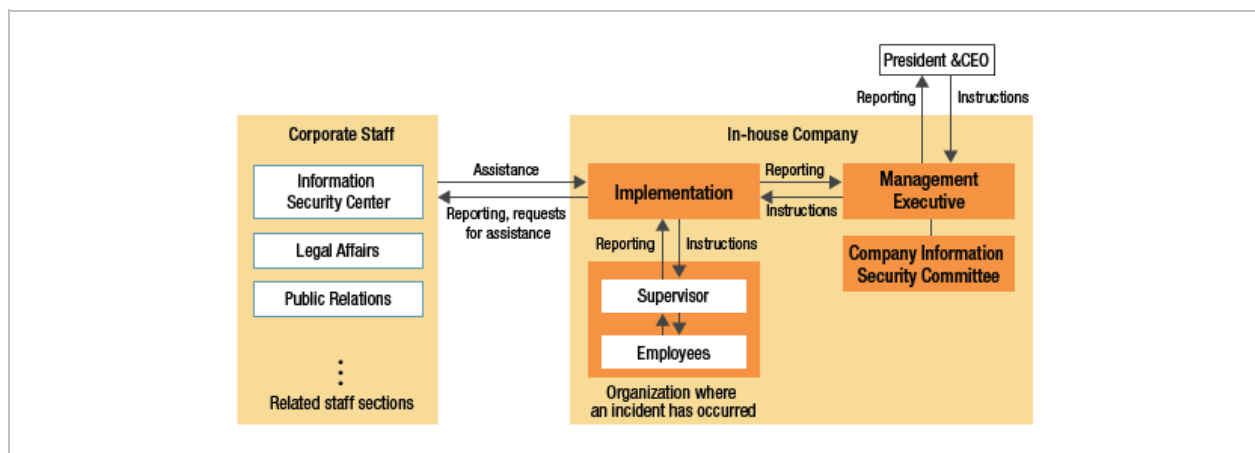 President &CEO
Reporting
Instructions
Corporate Staff
In-house Company
Information
Security Center
Legal Affairs
Public Relations
Related staff sections
Assistance
Reporting, requests
for assistance
Implementation
Reporting
Instructions
Management
Executive
Company Information
Security Committee
Reporting
Instructions
Supervisor
Employees
Organization where
an incident has occurred